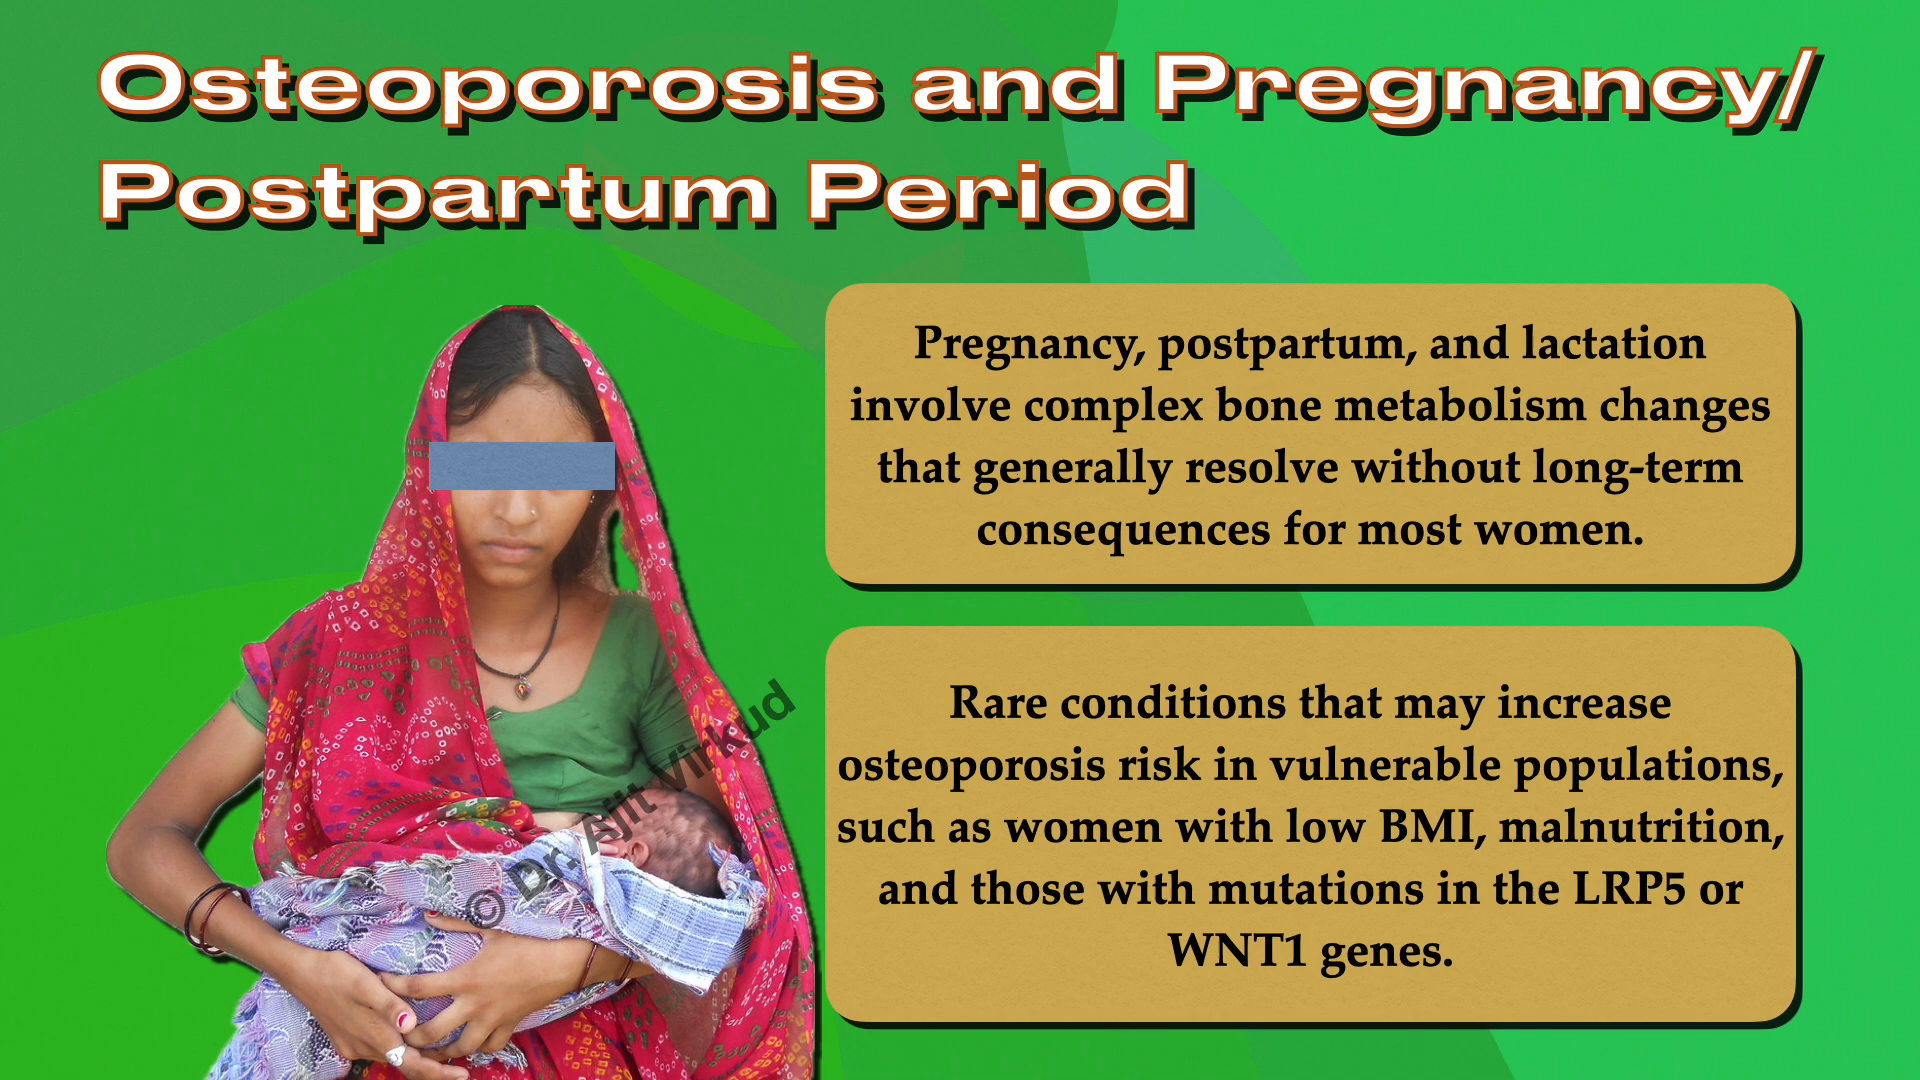 Osteoporosis and Pregnancy/
Postpartum Period
Pregnancy, postpartum, and lactation
involve complex bone metabolism changes
that generally resolve without long-term
consequences for most women.
Rare conditions that may increase
osteoporosis risk in vulnerable populations,
such as women with low BMI, malnutrition,
and those with mutations in the LRP5 or
WNT1 genes.
© Dr. Ajit Virkud